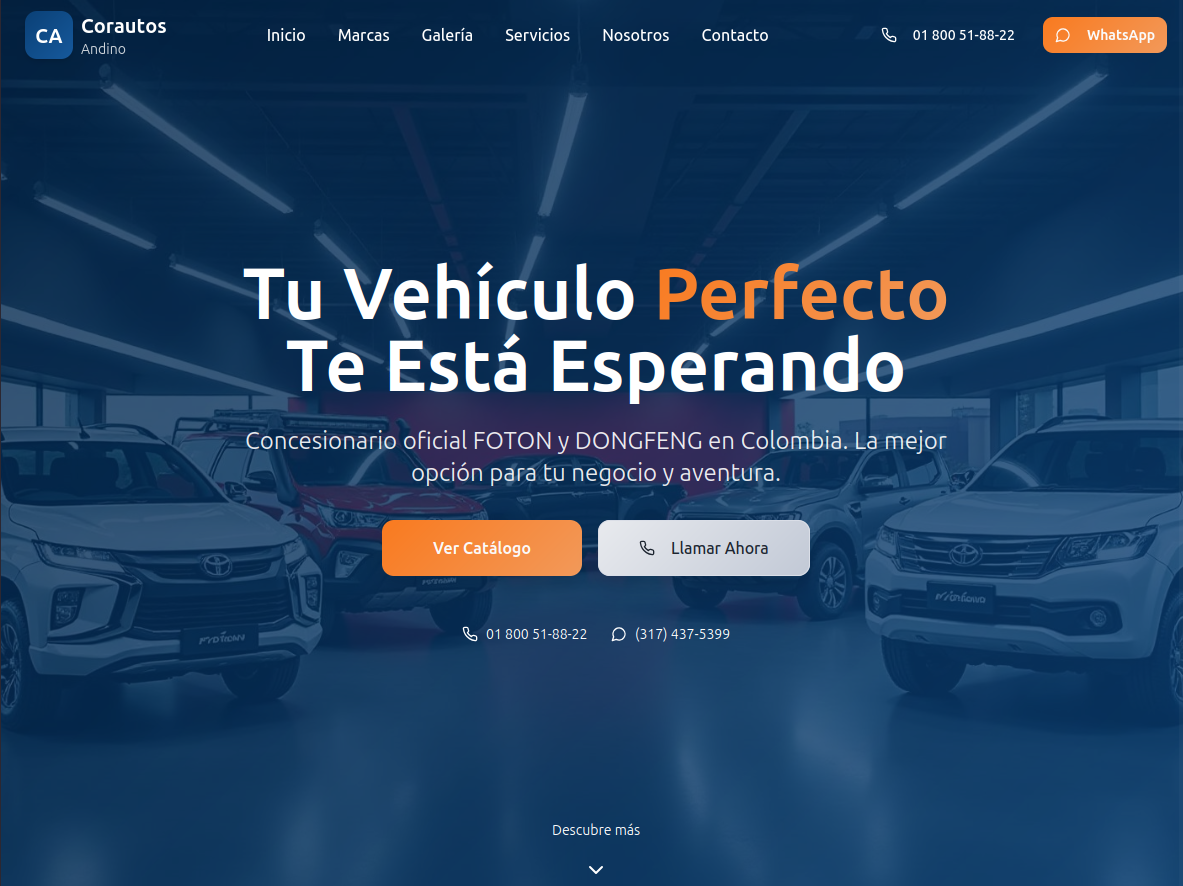 CA
Corautos
Andino
Inicio
Marcas
Galería
Servicios
Nosotros
Contacto
01 800 51-88-22
WhatsApp
Tu Vehículo Perfecto
Te Está Esperando
Concesionario oficial FOTON y DONGFENG en Colombia. La mejor
opción para tu negocio y aventura.
Ver Catálogo
Llamar Ahora
01 800 51-88-22
(317) 437-5399
Descubre más